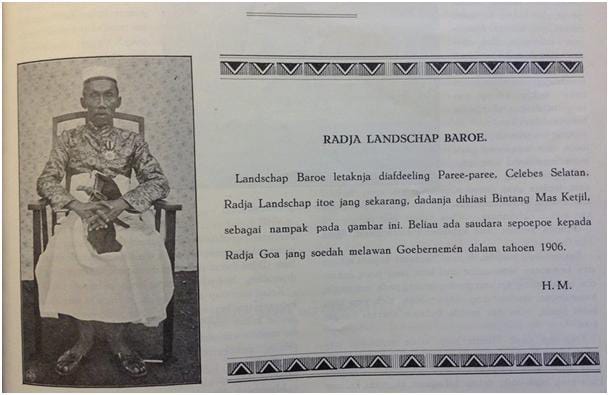 RADJA LANDSCHAP BAROE.
Landschap Baroe letaknja diafdeeling Paree-paree, Celebes Selatan.
Radja Landschap itoe jang sekarang, dadanja dihiasi Bintang Mas Ketjil,
sebagai nampak pada gambar ini. Beliau ada saudara sepoepoe kepada
Radja Goa jang soedah melawan Goebernemén dalam tahoen 1906.
H. M.